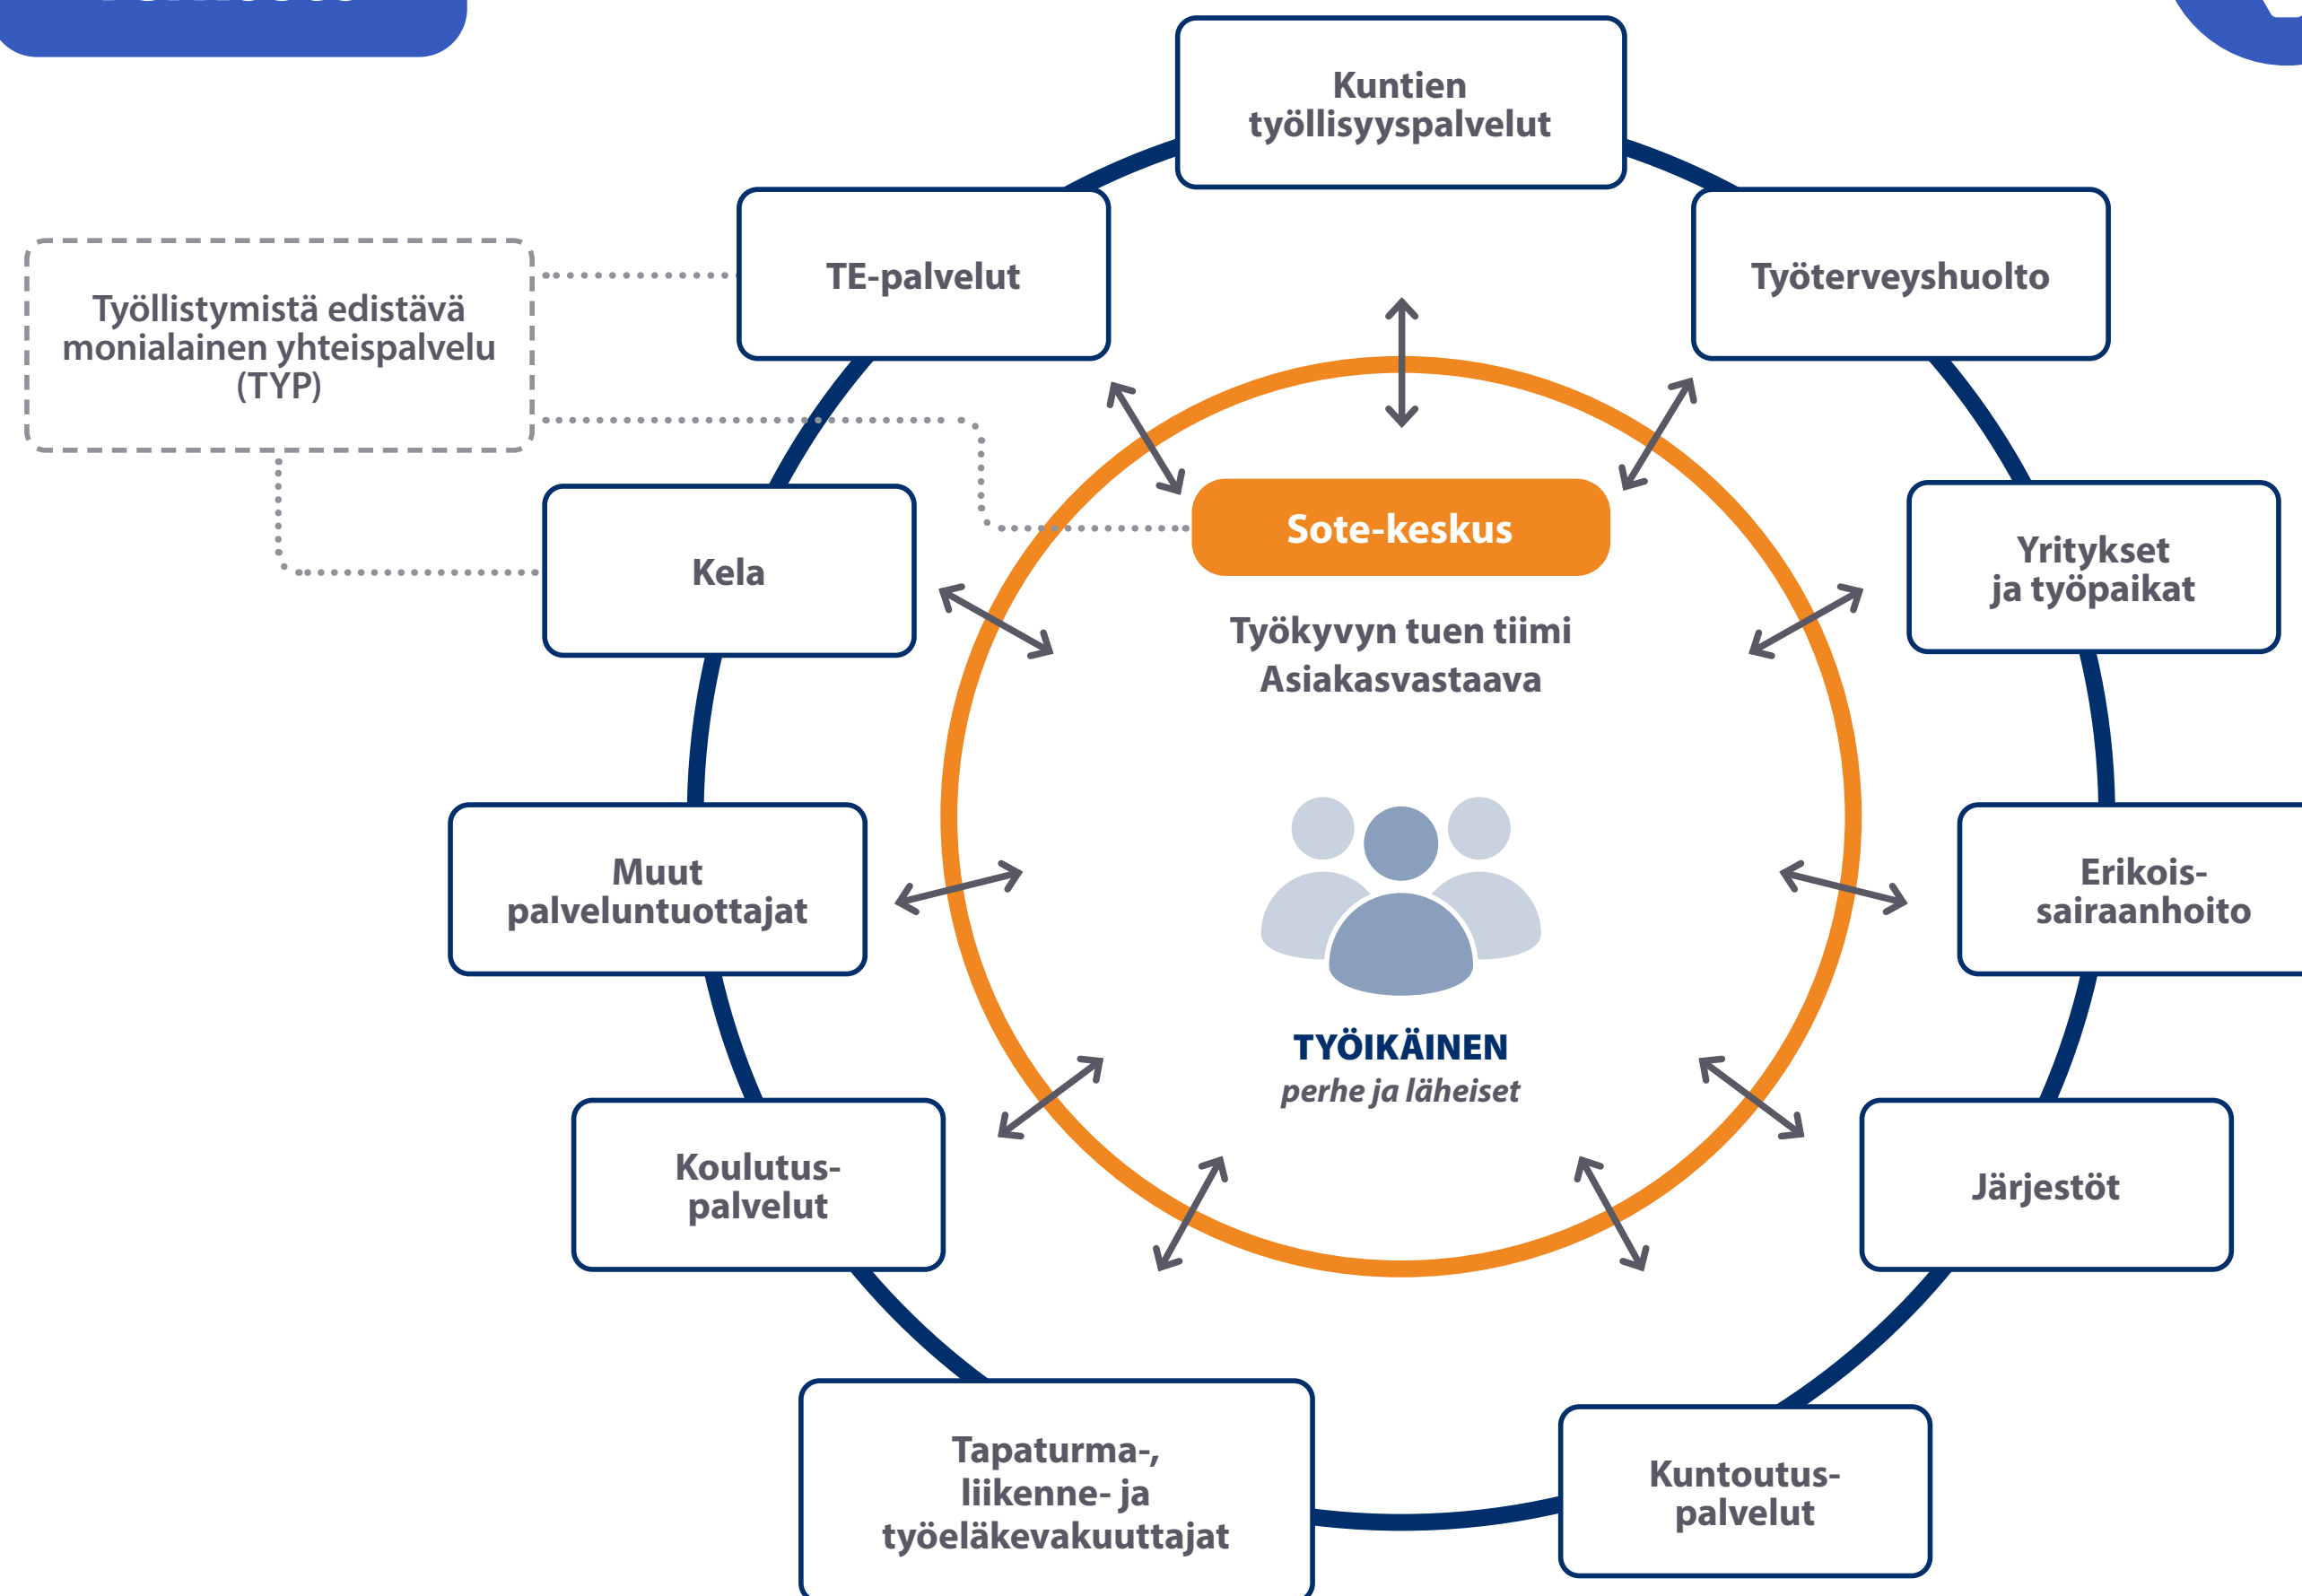 Kuntien
työllisyyspalvelut
TE-palvelut
Työterveyshuolto
Työllistymistä edistävä
monialainen yhteispalvelu
(TYP)
Sote-keskus
Kela
Yritykset
ja työpaikat
Työkyvyn tuen tiimi
Asiakasvastaava
Muut
palveluntuottajat
Erikois-
sairaanhoito
TYÖIKÄINEN
perhe ja läheiset
Koulutus-
palvelut
Järjestöt
Tapaturma-,
liikenne- ja
työeläkevakuuttajat
Kuntoutus-
palvelut